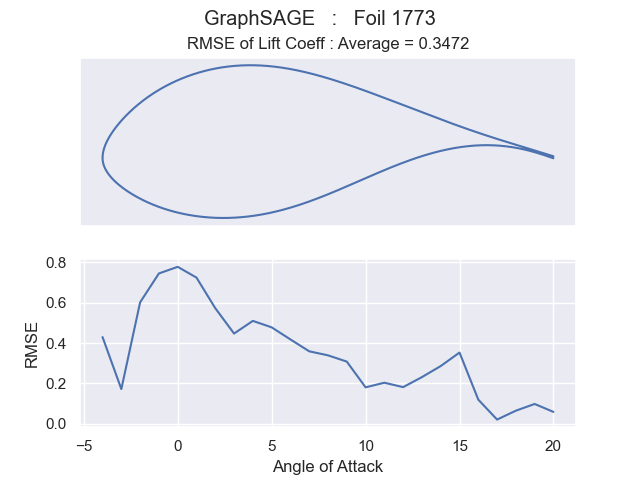 GraphSAGE : Foil 1773
RMSE of Lift Coeff : Average = 0.3472
0.8
0.6
0.4
0.2
0.0
RMSE
−5 0 5 10 15 20
Angle of Attack